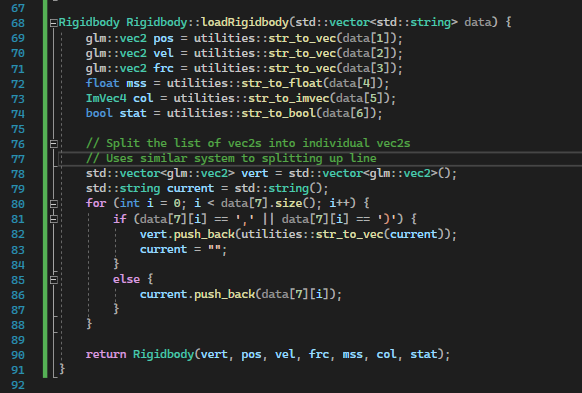 67
68 Rigidbody Rigidbody::loadRigidbody(std::vector<std::string> data) {
69 glm::vec2 pos = utilities::str_to_vec(data[1]);
70 glm::vec2 vel = utilities::str_to_vec(data[2]);
71 glm::vec2 frc = utilities::str_to_vec(data[3]);
72 float mss = utilities::str_to_float(data[4]);
73 ImVec4 col = utilities::str_to_imvec(data[5]);
74 bool stat = utilities::str_to_bool(data[6]);
75
76 // Split the list of vec2s into individual vec2s
77 // Uses similar system to splitting up line
78 std::vector<glm::vec2> vert = std::vector<glm::vec2>();
79 std::string current = std::string();
80 for (int i = 0; i < data[7].size(); i++) {
81 if (data[7][i] == ',' || data[7][i] == ')') {
82 vert.push_back(utilities::str_to_vec(current));
83 current = "";
84 }
85 else {
86 current.push_back(data[7][i]);
87 }
88 }
89
90 return Rigidbody(vert, pos, vel, frc, mss, col, stat);
91 }
92